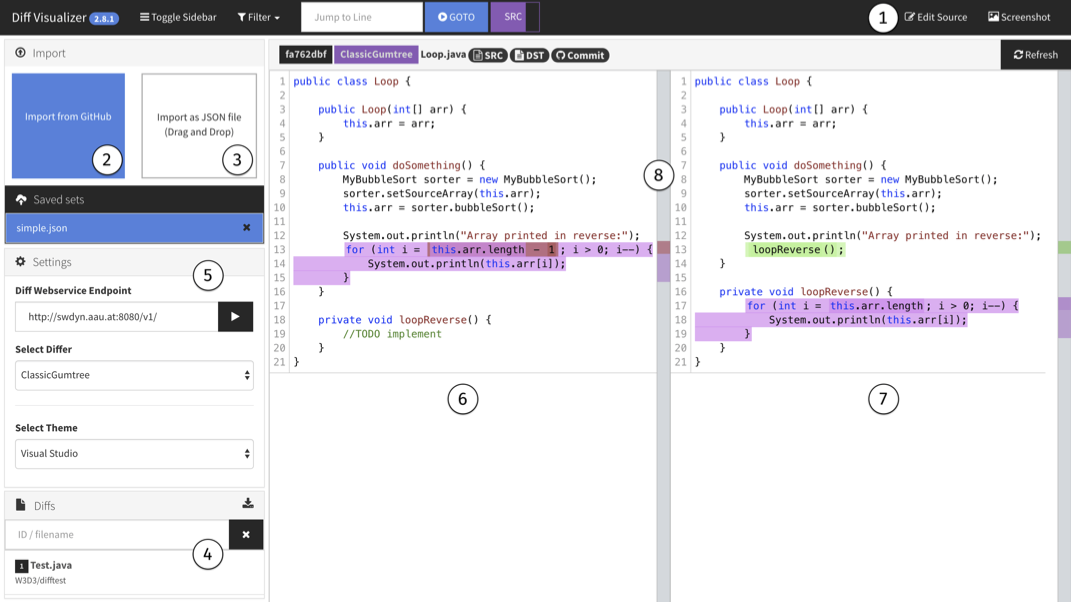 Diff Visualizer 2.8.1 Toggle Sidebar Filter Jump to Line GOTO SRC 1 Edit Source Screenshot
Import
Import from GitHub
2
Import as JSON file
(Drag and Drop)
3
Saved sets
simple.json
Settings
5
Diff Webservice Endpoint
http://swdyn.aau.at:8080/v1/
Select Differ
ClassicGumtree
Select Theme
Visual Studio
Diffs
ID / filename
4
1 Test.java
W3D3/difftest
fa762dbf ClassicGumtree Loop.java SRC DST Commit Refresh
1 public class Loop {
2
3 public Loop(int[] arr) {
4 this.arr = arr;
5 }
6
7 public void doSomething() {
8 MyBubbleSort sorter = new MyBubbleSort();
9 sorter.setSourceArray(this.arr);
10 this.arr = sorter.bubbleSort();
11
12 System.out.println("Array printed in reverse:");
13 for (int i = this.arr.length - 1; i > 0; i--) {
14 System.out.println(this.arr[i]);
15 }
16 }
17
18 private void loopReverse() {
19 //TODO implement
20 }
21 }
6
8
1 public class Loop {
2
3 public Loop(int[] arr) {
4 this.arr = arr;
5 }
6
7 public void doSomething() {
8 MyBubbleSort sorter = new MyBubbleSort();
9 sorter.setSourceArray(this.arr);
10 this.arr = sorter.bubbleSort();
11
12 System.out.println("Array printed in reverse:");
13 loopReverse();
14 }
15
16 private void loopReverse() {
17 for (int i = this.arr.length; i > 0; i--) {
18 System.out.println(this.arr[i]);
19 }
20 }
21 }
7